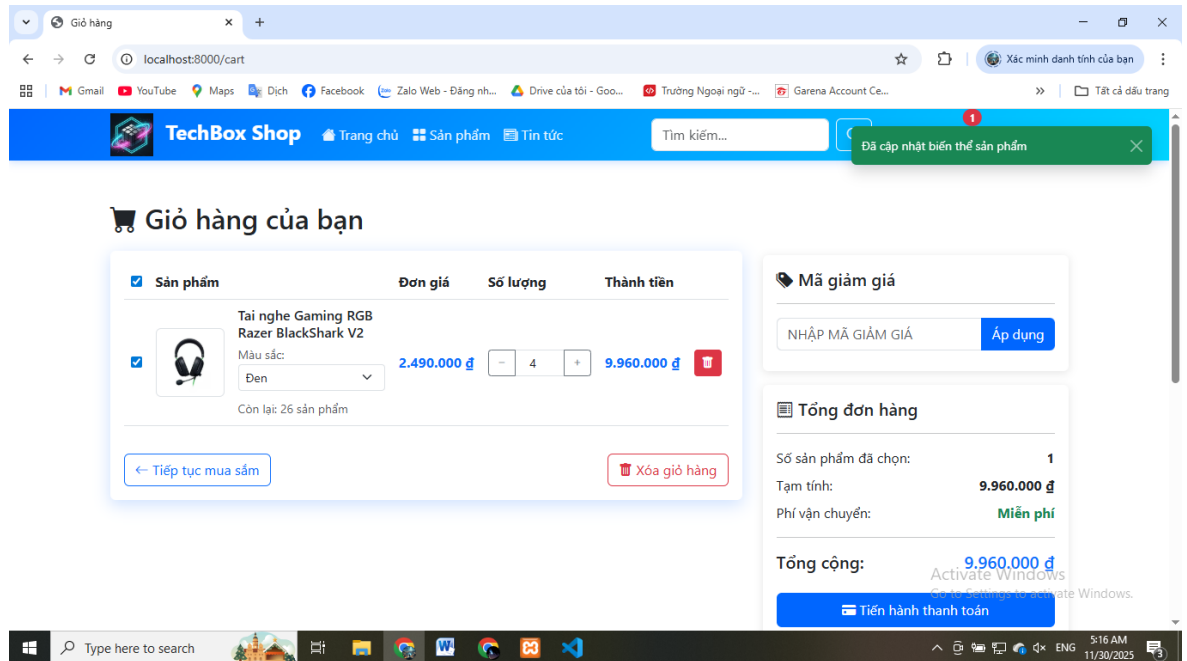 Giỏ hàng
localhost:8000/cart
Xác minh danh tính của bạn
Gmail YouTube Maps Dịch Facebook Zalo Web - Đăng nh... Drive của tôi - Goo... Trường Ngoại ngữ -... Garena Account Ce... » Tất cả dấu trang
TechBox Shop Trang chủ Sản phẩm Tin tức Tìm kiếm... 1
Đã cập nhật biến thể sản phẩm
Giỏ hàng của bạn
Sản phẩm Đơn giá Số lượng Thành tiền
Tai nghe Gaming RGB
Razer BlackShark V2
Màu sắc:
Đen
2.490.000 ₫ - 4 + 9.960.000 ₫
Còn lại: 26 sản phẩm
← Tiếp tục mua sắm Xóa giỏ hàng
Mã giảm giá
NHẬP MÃ GIẢM GIÁ Áp dụng
Tổng đơn hàng
Số sản phẩm đã chọn: 1
Tạm tính: 9.960.000 ₫
Phí vận chuyển: Miễn phí
Tổng cộng: 9.960.000 ₫
Activate Windows
Go to Settings to activate Windows.
Tiến hành thanh toán
Type here to search
ENG
5:16 AM
11/30/2025
3